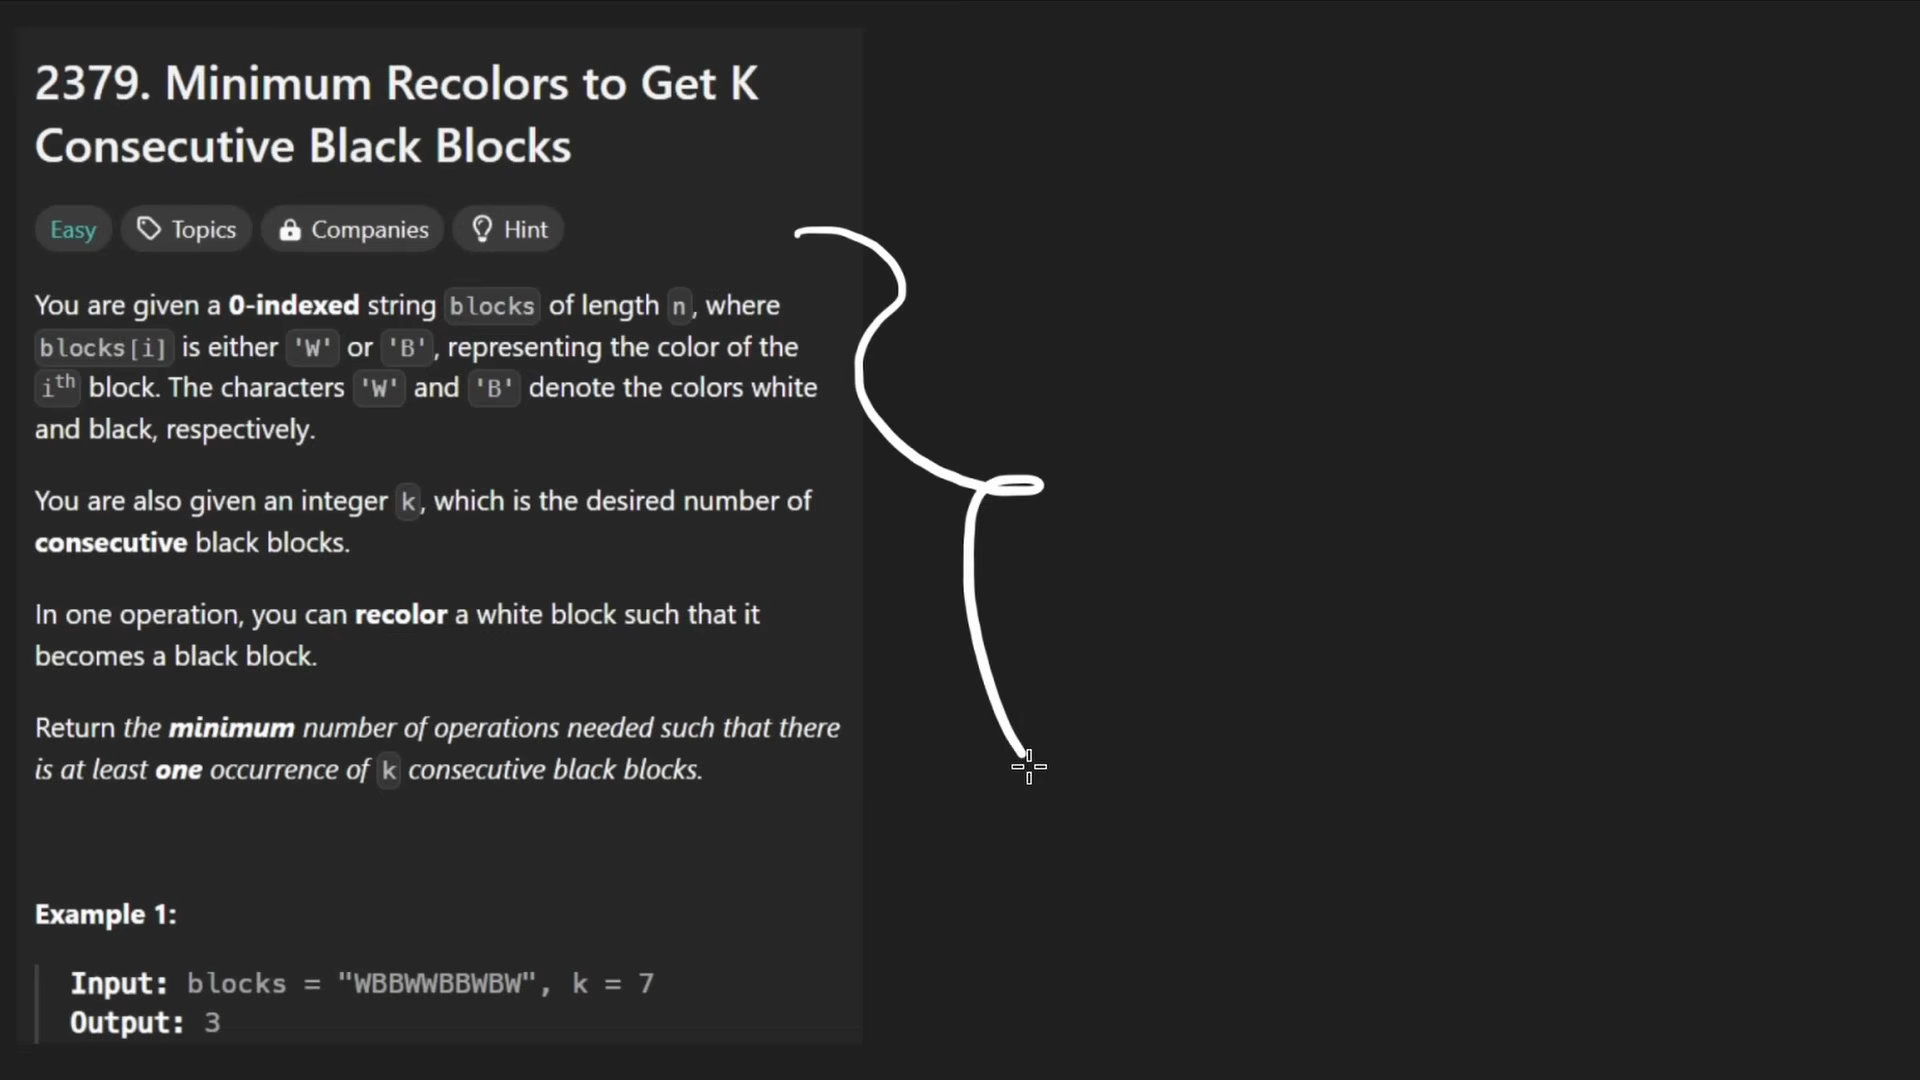 2379. Minimum Recolors to Get K
Consecutive Black Blocks
Easy Topics Companies Hint
You are given a 0-indexed string blocks of length n, where
blocks[i] is either 'W' or 'B', representing the color of the
ith block. The characters 'W' and 'B' denote the colors white
and black, respectively.
You are also given an integer k, which is the desired number of
consecutive black blocks.
In one operation, you can recolor a white block such that it
becomes a black block.
Return the minimum number of operations needed such that there
is at least one occurrence of k consecutive black blocks.
Example 1:
Input: blocks = "WBBWWBBWBW", k = 7
Output: 3